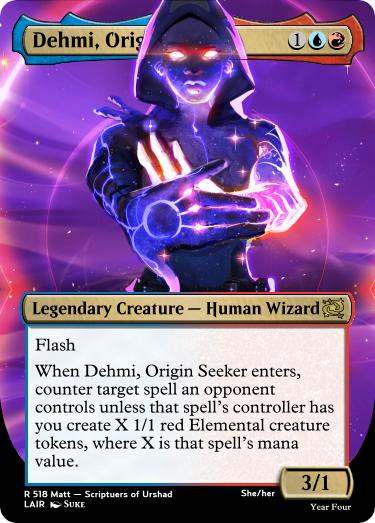 Dehmi, Orig
1
Legendary Creature — Human Wizard
Flash
When Dehmi, Origin Seeker enters,
counter target spell an opponent
controls unless that spell's controller has
you create X 1/1 red Elemental creature
tokens, where X is that spell's mana
value.
3/1
R 518 Matt — Scriptuers of Urshad
She/her
LAIR SUKE
Year Four